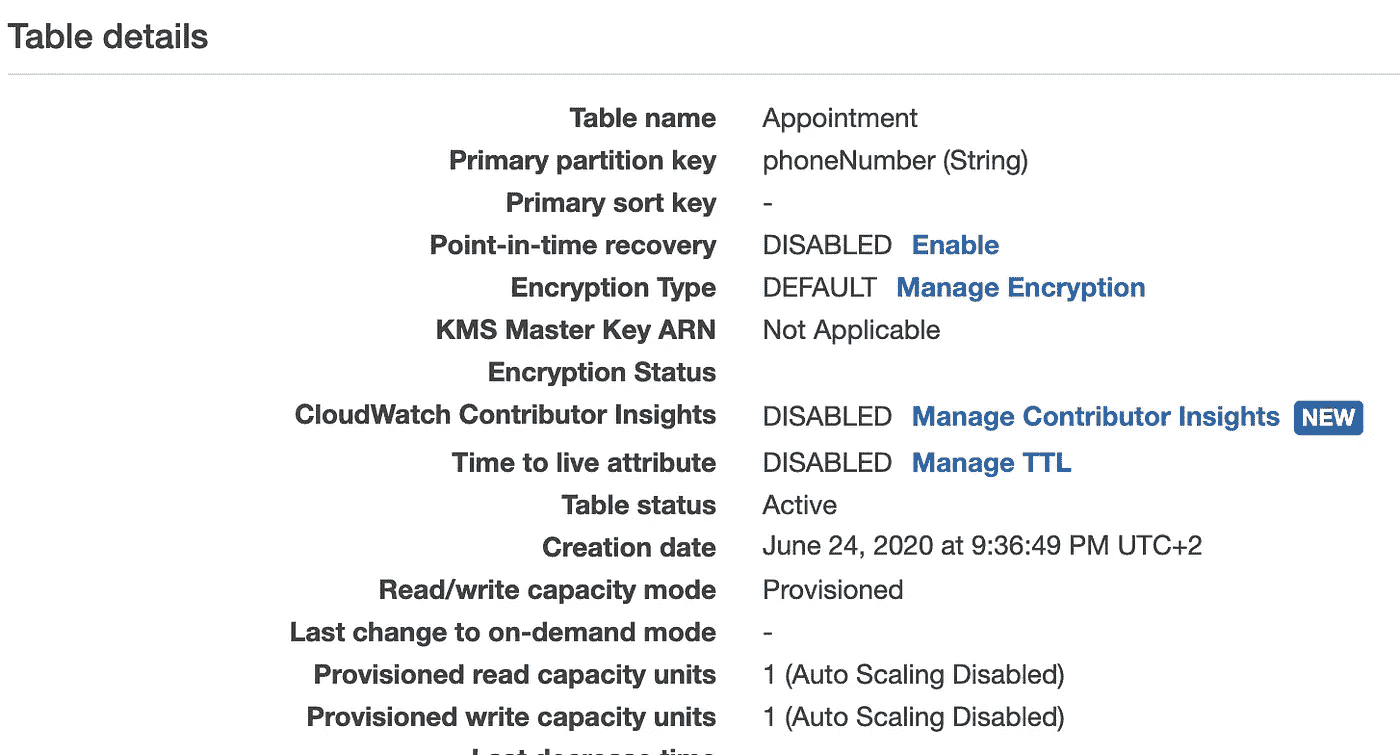 Table details
Table name Appointment
Primary partition key phoneNumber (String)
Primary sort key -
Point-in-time recovery DISABLED Enable
Encryption Type DEFAULT Manage Encryption
KMS Master Key ARN Not Applicable
Encryption Status
CloudWatch Contributor Insights DISABLED Manage Contributor Insights NEW
Time to live attribute DISABLED Manage TTL
Table status Active
Creation date June 24, 2020 at 9:36:49 PM UTC+2
Read/write capacity mode Provisioned
Last change to on-demand mode -
Provisioned read capacity units 1 (Auto Scaling Disabled)
Provisioned write capacity units 1 (Auto Scaling Disabled)
Last decrease time